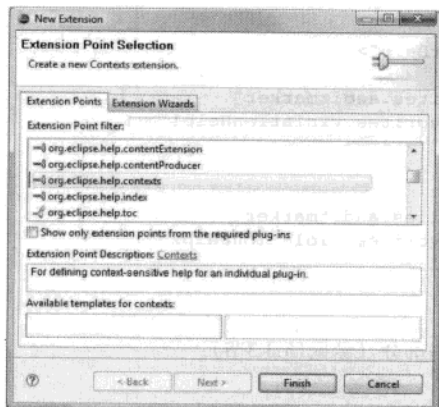 New Extension
Extension Point Selection
Create a new Contexts extension.
Extension Points
Extension Wizards
Extension Point filter:
org.eclipse.help.contentExtension
org.eclipse.help.contentProducer
org.eclipse.help.contexts
org.eclipse.help.index
org.eclipse.help.toc
Show only extension points from the required plug-ins
Extension Point Description: Contexts
For defining context-sensitive help for an individual plug-in.
Available templates for contexts:
?
< Back
Next >
Finish
Cancel